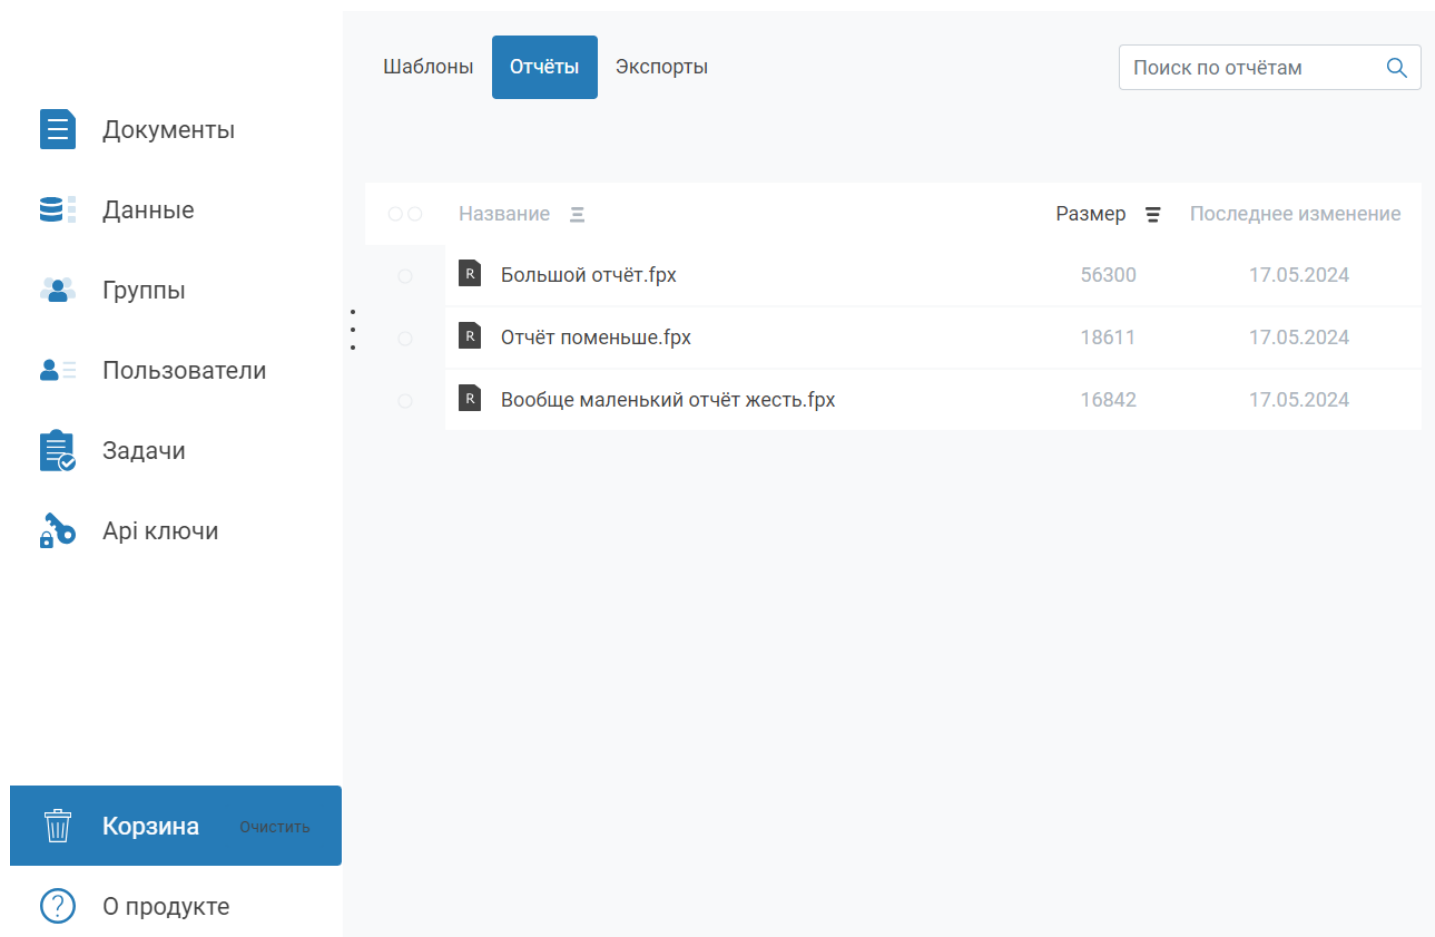 Шаблоны Отчёты Экспорты Поиск по отчётам
Документы
Данные
Группы
Пользователи
Задачи
Api ключи
Корзина Очистить
О продукте
Название Размер Последнее изменение
R Большой отчёт.fpx 56300 17.05.2024
R Отчёт поменьше.fpx 18611 17.05.2024
R Вообще маленький отчёт жесть.fpx 16842 17.05.2024